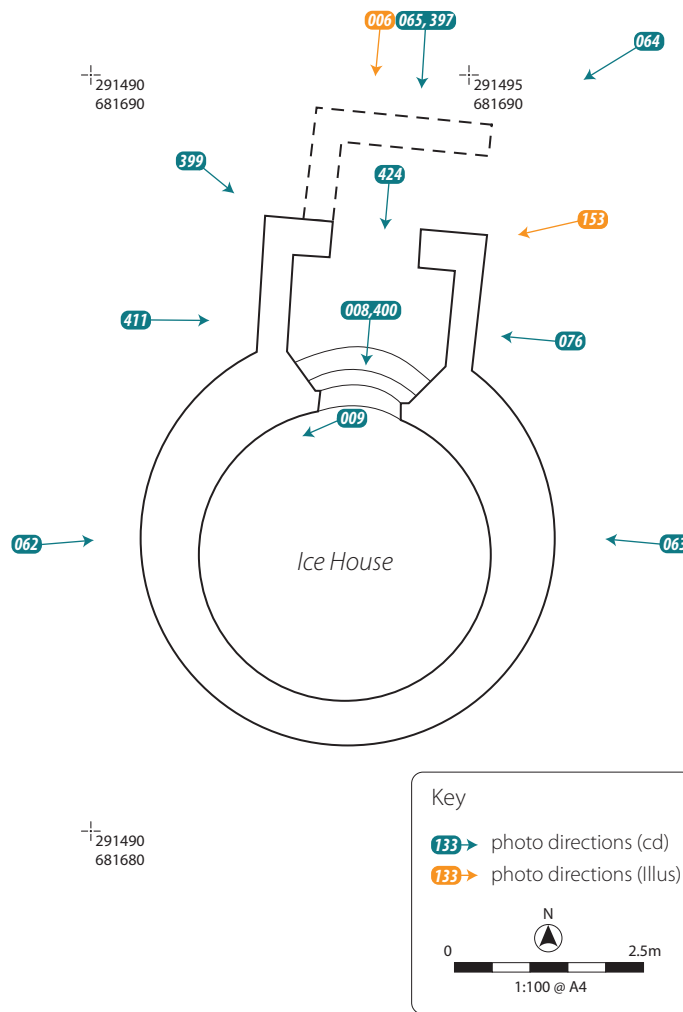 006
065, 397
064
291490
681690
291495
681690
399
424
153
411
008,400
076
009
062
063
Ice House
291490
681680
Key
133 photo directions (cd)
133 photo directions (Illus)
N
0 2.5m
1:100 @ A4